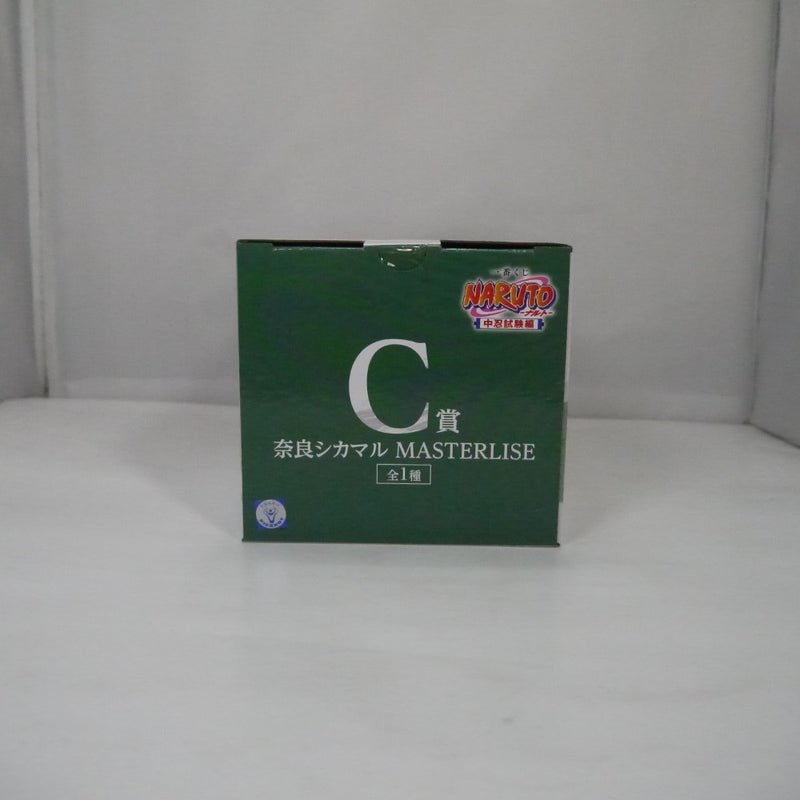 一番くじ
NARUTO
-ナルト-
中忍試験編
C賞
奈良シカマル MASTERLISE
全1種